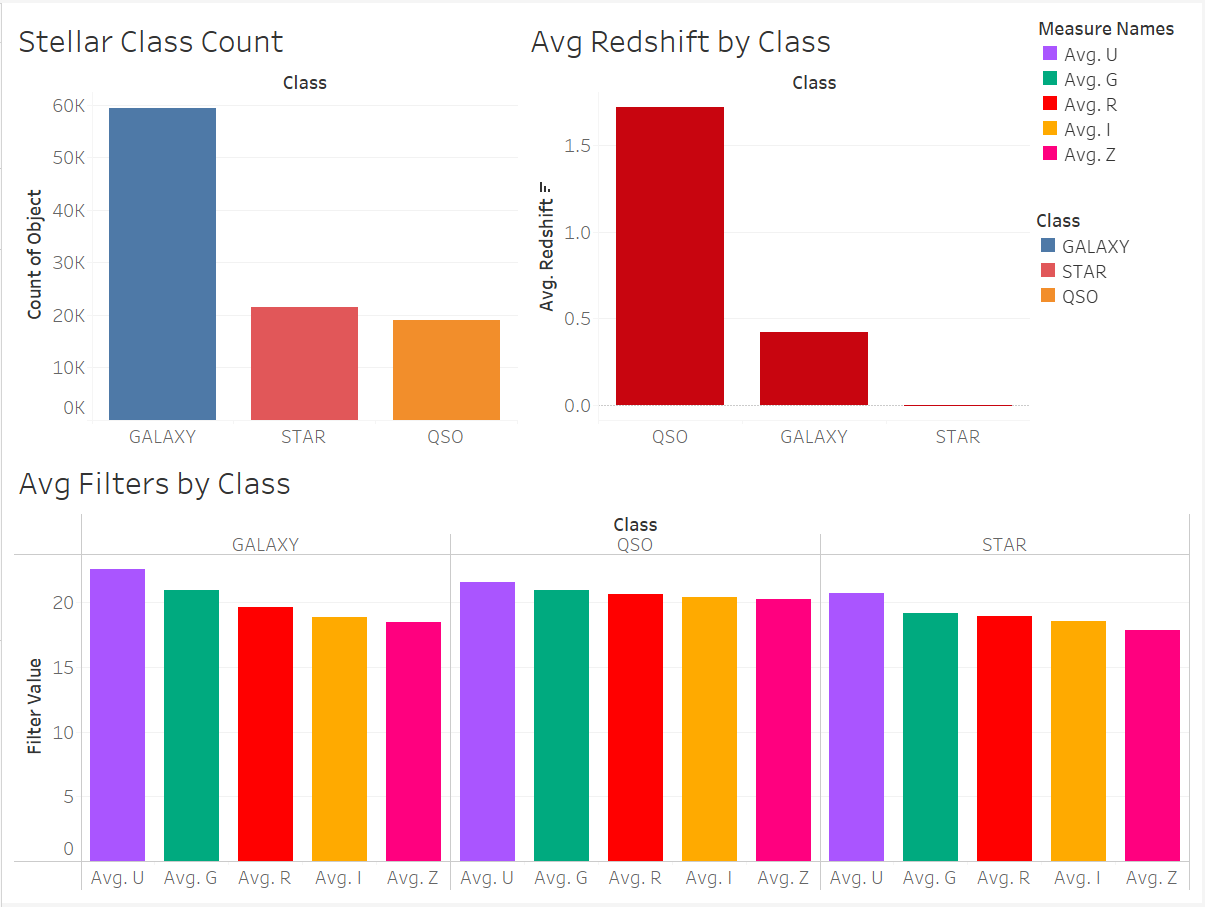 Stellar Class Count
Class
Count of Object
60K
50K
40K
30K
20K
10K
0K
GALAXY STAR QSO
Avg Redshift by Class
Class
Avg. Redshift
1.5
1.0
0.5
0.0
QSO GALAXY STAR
Measure Names
Avg. U
Avg. G
Avg. R
Avg. I
Avg. Z
Class
GALAXY
STAR
QSO
Avg Filters by Class
Class
GALAXY QSO STAR
Filter Value
20
15
10
5
0
Avg. U Avg. G Avg. R Avg. I Avg. Z Avg. U Avg. G Avg. R Avg. I Avg. Z Avg. U Avg. G Avg. R Avg. I Avg. Z